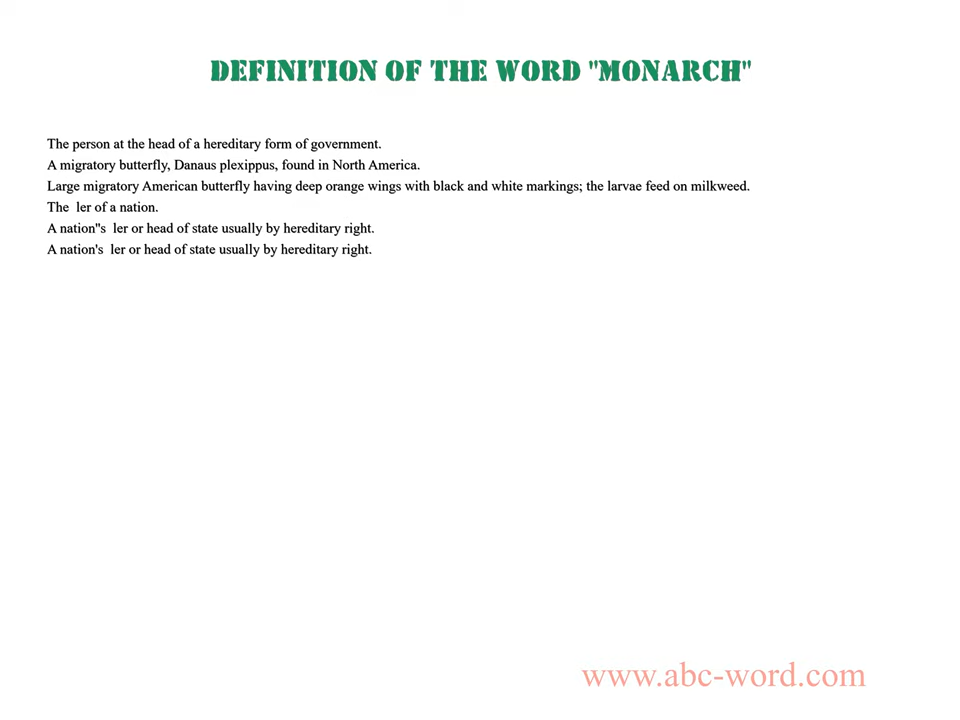 DEFINITION OF THE WORD "MONARCH"
The person at the head of a hereditary form of government.
A migratory butterfly, Danaus plexippus, found in North America.
Large migratory American butterfly having deep orange wings with black and white markings; the larvae feed on milkweed.
The  ler of a nation.
A nation"s  ler or head of state usually by hereditary right.
A nation's  ler or head of state usually by hereditary right.
www.abc-word.com